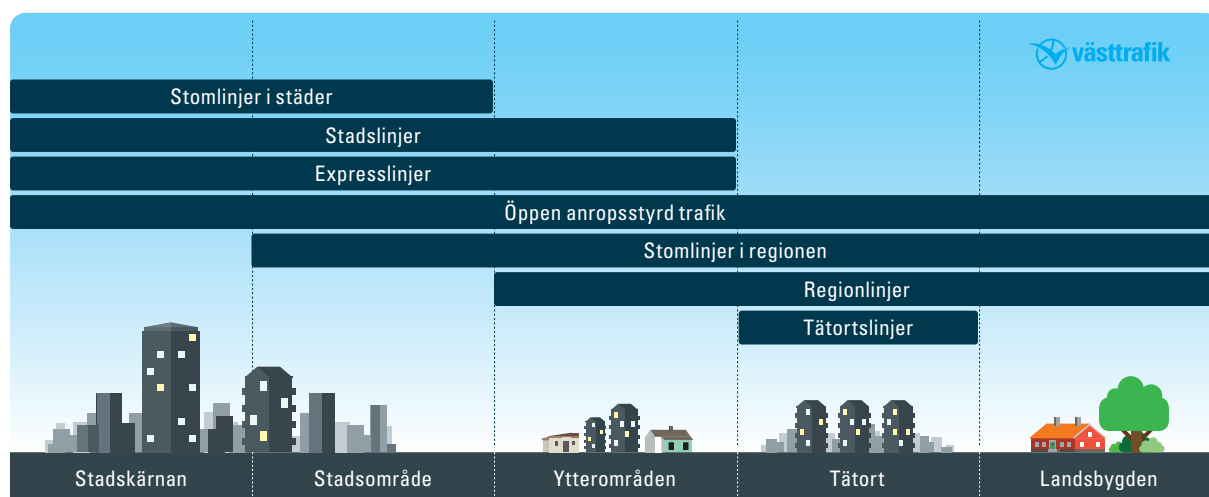 västtrafik
Stomlinjer i städer
Stadslinjer
Expresslinjer
Öppen anropsstyrd trafik
Stomlinjer i regionen
Regionlinjer
Tätortslinjer
Stadskärnan
Stadsområde
Ytterområden
Tätort
Landsbygden